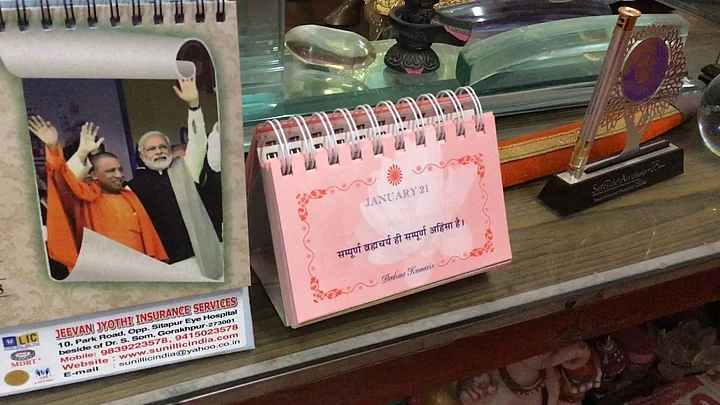 JEEVAN JYOTHI INSURANCE SERVICES
10, Park Road, Opp. Sitapur Eye Hospital
beside of Dr. S. Som, Gorakhpur-273001
Mobile: 9839223578, 9415023578
Website : www.sunillicindia.com
E-mail : sunillicindia@yahoo.co.in
LIC
MDRT
JANUARY 21
सम्पूर्ण ब्रह्मचर्य ही सम्पूर्ण अहिंसा है।
Brahma Kumaris